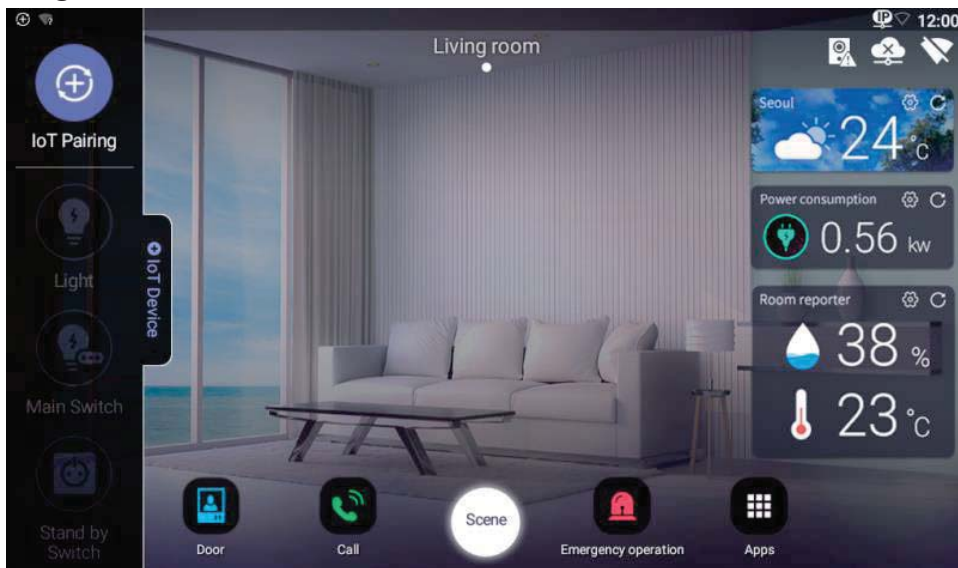 IP
12:00
Living room
IoT Pairing
Light
Main Switch
Stand by
Switch
IoT Device
Seoul
24 °C
Power consumption
0.56 kw
Room reporter
38 %
23 °C
Door
Call
Scene
Emergency operation
Apps